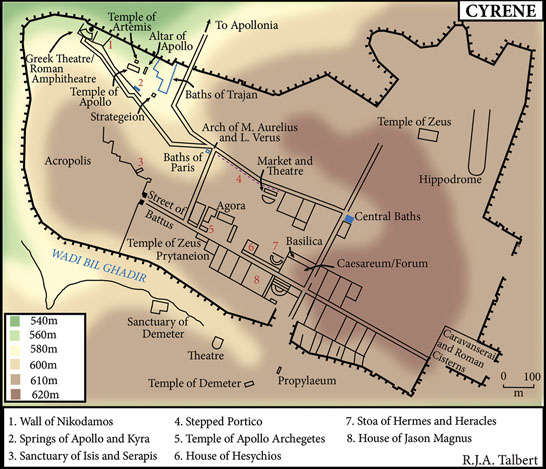 CYRENE
Temple of
Artemis
Altar of
Apollo
To Apollonia
1
Greek Theatre/
Roman
Amphitheatre
2
Temple of
Apollo
Baths of Trajan
Strategeion
Temple of Zeus
Arch of M. Aurelius
and L. Verus
Acropolis
3
Baths of
Paris
Market and
Theatre
4
Hippodrome
Street of
Battus
Agora
Central Baths
5
Temple of Zeus
Prytaneion
6
7
Basilica
8
Caesareum/Forum
WADI BIL GHADIR
Sanctuary of
Demeter
Theatre
Caravanserai
and Roman
Cisterns
Temple of Demeter
Propylaeum
540m
560m
580m
600m
610m
620m
0
100
m
1. Wall of Nikodamos
2. Springs of Apollo and Kyra
3. Sanctuary of Isis and Serapis
4. Stepped Portico
5. Temple of Apollo Archegetes
6. House of Hesychios
7. Stoa of Hermes and Heracles
8. House of Jason Magnus
R.J.A. Talbert